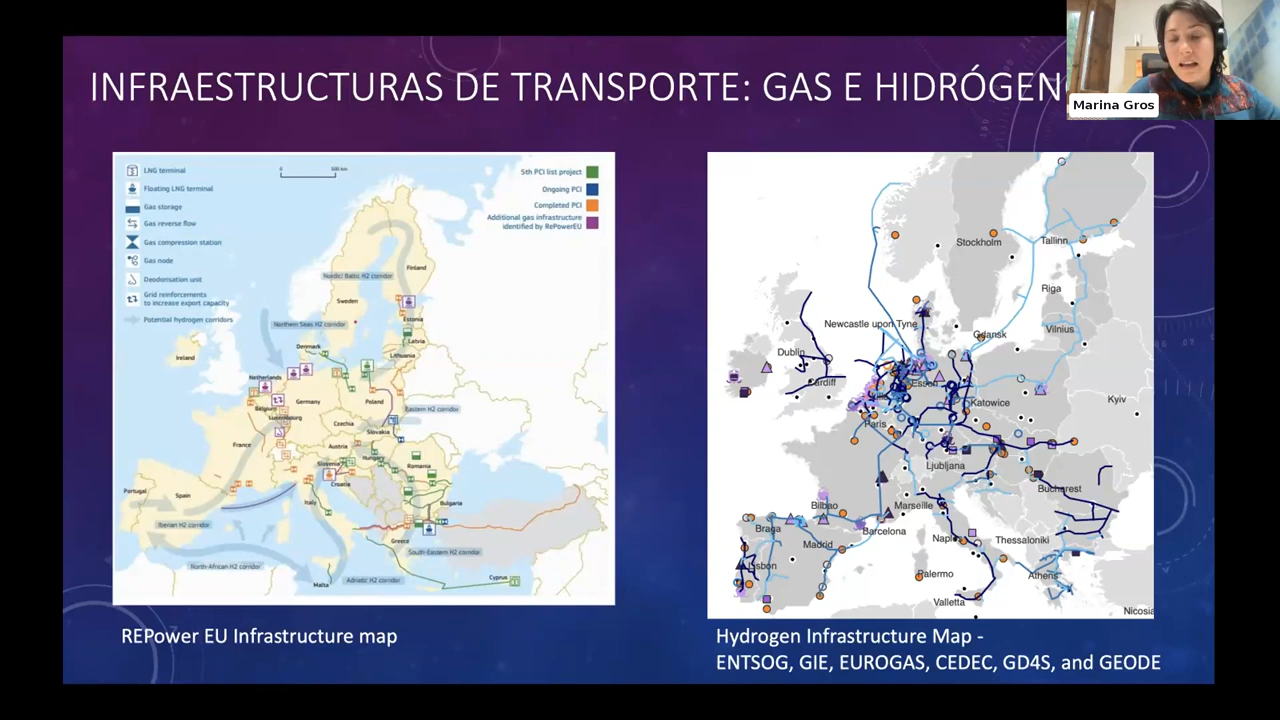 INFRAESTRUCTURAS DE TRANSPORTE: GAS E HIDRÓGEN
Marina Gros
LNG terminal
Floating LNG terminal
Gas storage
Gas reverse flow
Gas compression station
Gas node
Deodorisation unit
Grid reinforcements
to increase export capacity
Potential hydrogen corridors
0
500 km
5th PCI list project
Ongoing PCI
Completed PCI
Additional gas infrastructure
identified by RePowerEU
Nordic Baltic H2 corridor
Finland
Sweden
Northern Seas H2 corridor
Estonia
Latvia
Denmark
Lithuania
Ireland
Netherlands
Belgium
Germany
Poland
Eastern H2 corridor
Luxembourg
Czechia
Slovakia
France
Austria
Hungary
Slovenia
Romania
Croatia
Portugal
Spain
Italy
Bulgaria
Iberian H2 corridor
Greece
South-Eastern H2 corridor
North-African H2 corridor
Malta
Adriatic H2 corridor
Cyprus
REPower EU Infrastructure map
Stockholm
Tallinn
Riga
Newcastle upon Tyne
Gdansk
Vilnius
Dublin
Cardiff
Essen
Katowice
Kyiv
Paris
Ljubljana
Bucharest
Bilbao
Marseille
Braga
Barcelona
Madrid
Thessaloniki
Lisbon
Palermo
Athens
Valletta
Nicosia
Hydrogen Infrastructure Map -
ENTSOG, GIE, EUROGAS, CEDEC, GD4S, and GEODE